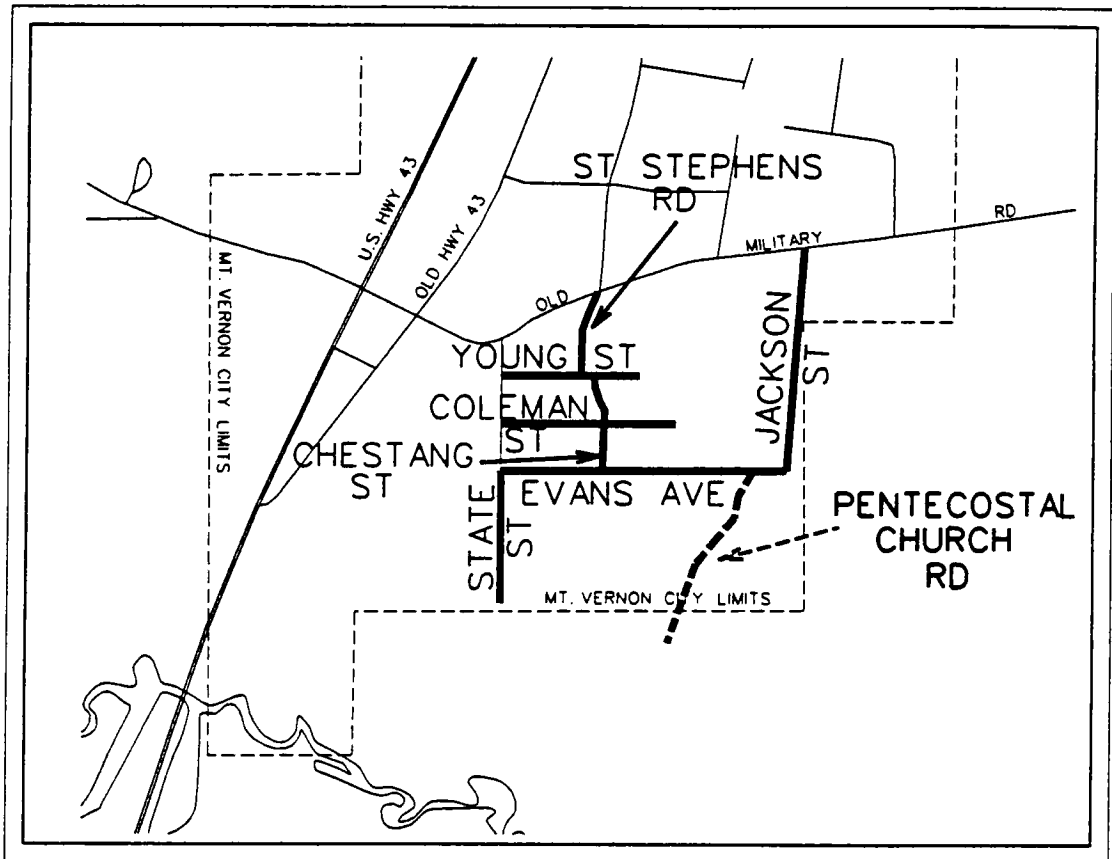 ST STEPHENS
RD
U.S. HWY 43
OLD HWY 43
MT. VERNON CITY LIMITS
OLD
MILITARY
RD
YOUNG ST
JACKSON
ST
COLEMAN
ST
CHESTANG
ST
EVANS AVE
STATE
ST
PENTECOSTAL
CHURCH
RD
MT. VERNON CITY LIMITS